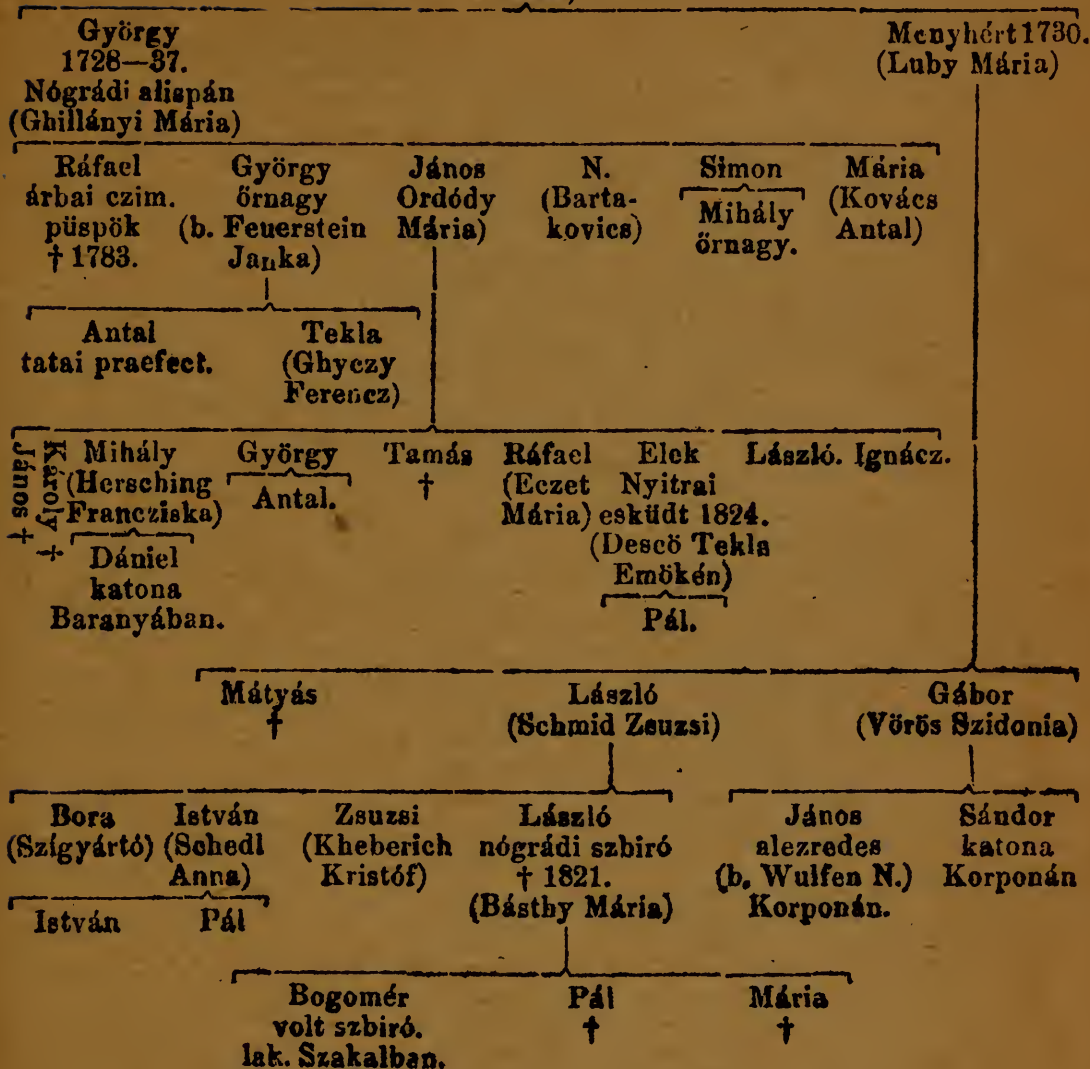 György
1728—37.
Nógrádi alispán
(Ghillányi Mária)
Menyhért 1730.
(Luby Mária)
Ráfael
árbai czim.
püspök
† 1783.
György
őrnagy
(b. Feuerstein
Janka)
János
Ordódy
Mária)
N.
(Barta-
kovics)
Simon
Mihály
őrnagy.
Mária
(Kovács
Antal)
Antal
tatai praefect.
Tekla
(Ghyczy
Ferencz)
János †
Károly †
Mihály
(Hersching
Francziska)
Dániel
katona
Baranyában.
György
Antal.
Tamás
†
Ráfael
(Eczet
Mária)
Elek
Nyitrai
esküdt 1824.
(Descö Tekla
Emökén)
Pál.
László. Ignácz.
Mátyás
†
László
(Schmid Zsuzsi)
Gábor
(Vörös Szidonia)
Bora
(Szígyártó)
István
(Schedl
Anna)
István Pál
Zsuzsi
(Kheberich
Kristóf)
László
nógrádi szbiró
† 1821.
(Básthy Mária)
János
alezredes
(b. Wulfen N.)
Korponán.
Sándor
katona
Korponán
Bogomér
volt szbiró.
lak. Szakalban.
Pál
†
Mária
†